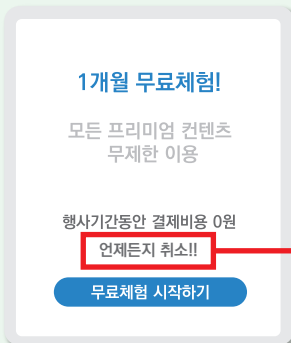 1개월 무료체험!
모든 프리미엄 컨텐츠
무제한 이용
행사기간동안 결제비용 0원
언제든지 취소!!
무료체험 시작하기